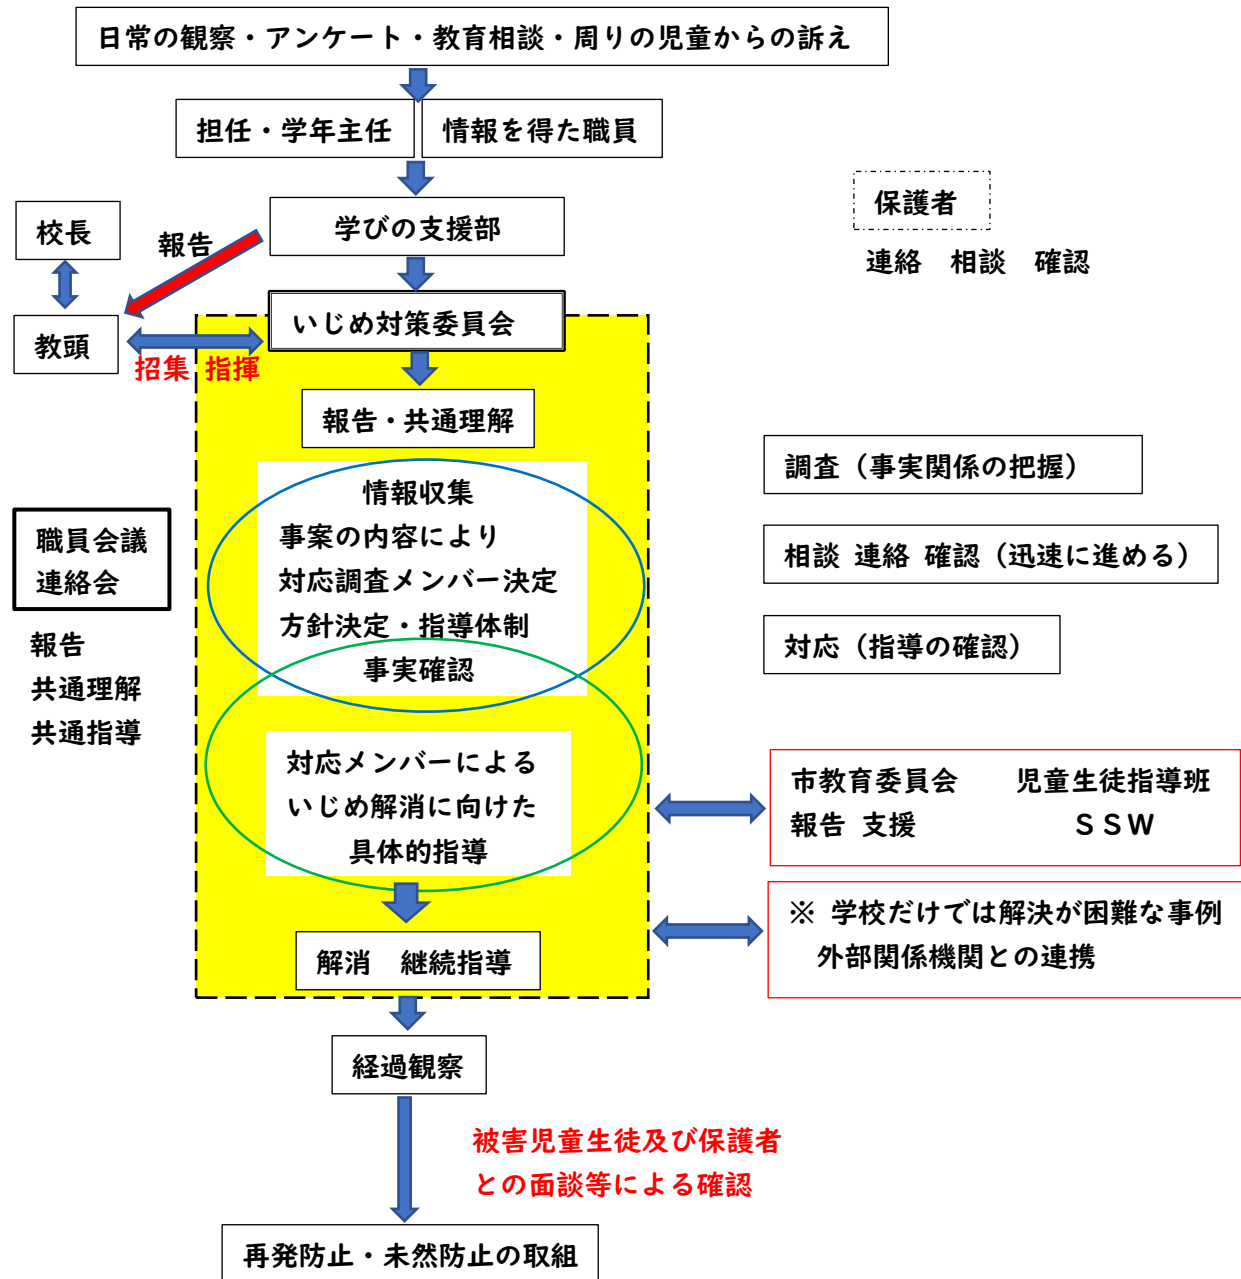 日常の観察・アンケート・教育相談・周りの児童からの訴え
担任・学年主任
情報を得た職員
学びの支援部
保護者
連絡 相談 確認
校長
報告
教頭
招集 指揮
いじめ対策委員会
報告・共通理解
情報収集
事案の内容により
対応調査メンバー決定
方針決定・指導体制
事実確認
職員会議
連絡会
報告
共通理解
共通指導
調査（事実関係の把握）
相談 連絡 確認（迅速に進める）
対応（指導の確認）
対応メンバーによる
いじめ解消に向けた
具体的指導
市教育委員会 児童生徒指導班
報告 支援 ＳＳＷ
※ 学校だけでは解決が困難な事例
外部関係機関との連携
解消 継続指導
経過観察
被害児童生徒及び保護者
との面談等による確認
再発防止・未然防止の取組